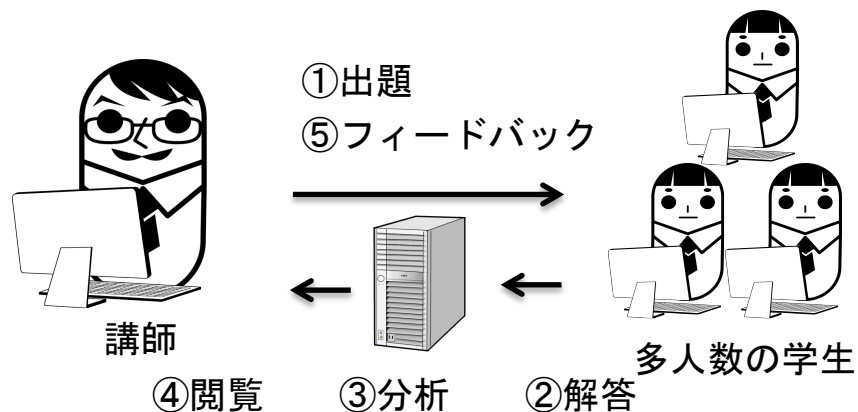 ①出題
⑤フィードバック
講師
多人数の学生
④閲覧
③分析
②解答